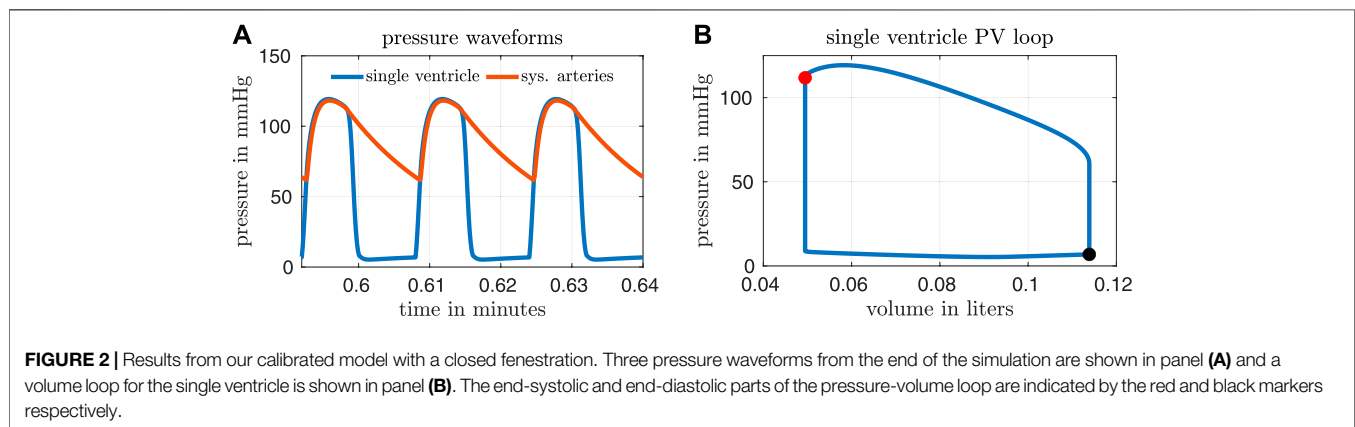 A
pressure waveforms
150
single ventricle
sys. arteries
100
50
0
pressure in mmHg
0.6
0.61
0.62
0.63
0.64
time in minutes
B
single ventricle PV loop
100
50
0
pressure in mmHg
0.04
0.06
0.08
0.1
0.12
volume in liters
FIGURE 2 | Results from our calibrated model with a closed fenestration. Three pressure waveforms from the end of the simulation are shown in panel (A) and a
volume loop for the single ventricle is shown in panel (B). The end-systolic and end-diastolic parts of the pressure-volume loop are indicated by the red and black markers
respectively.